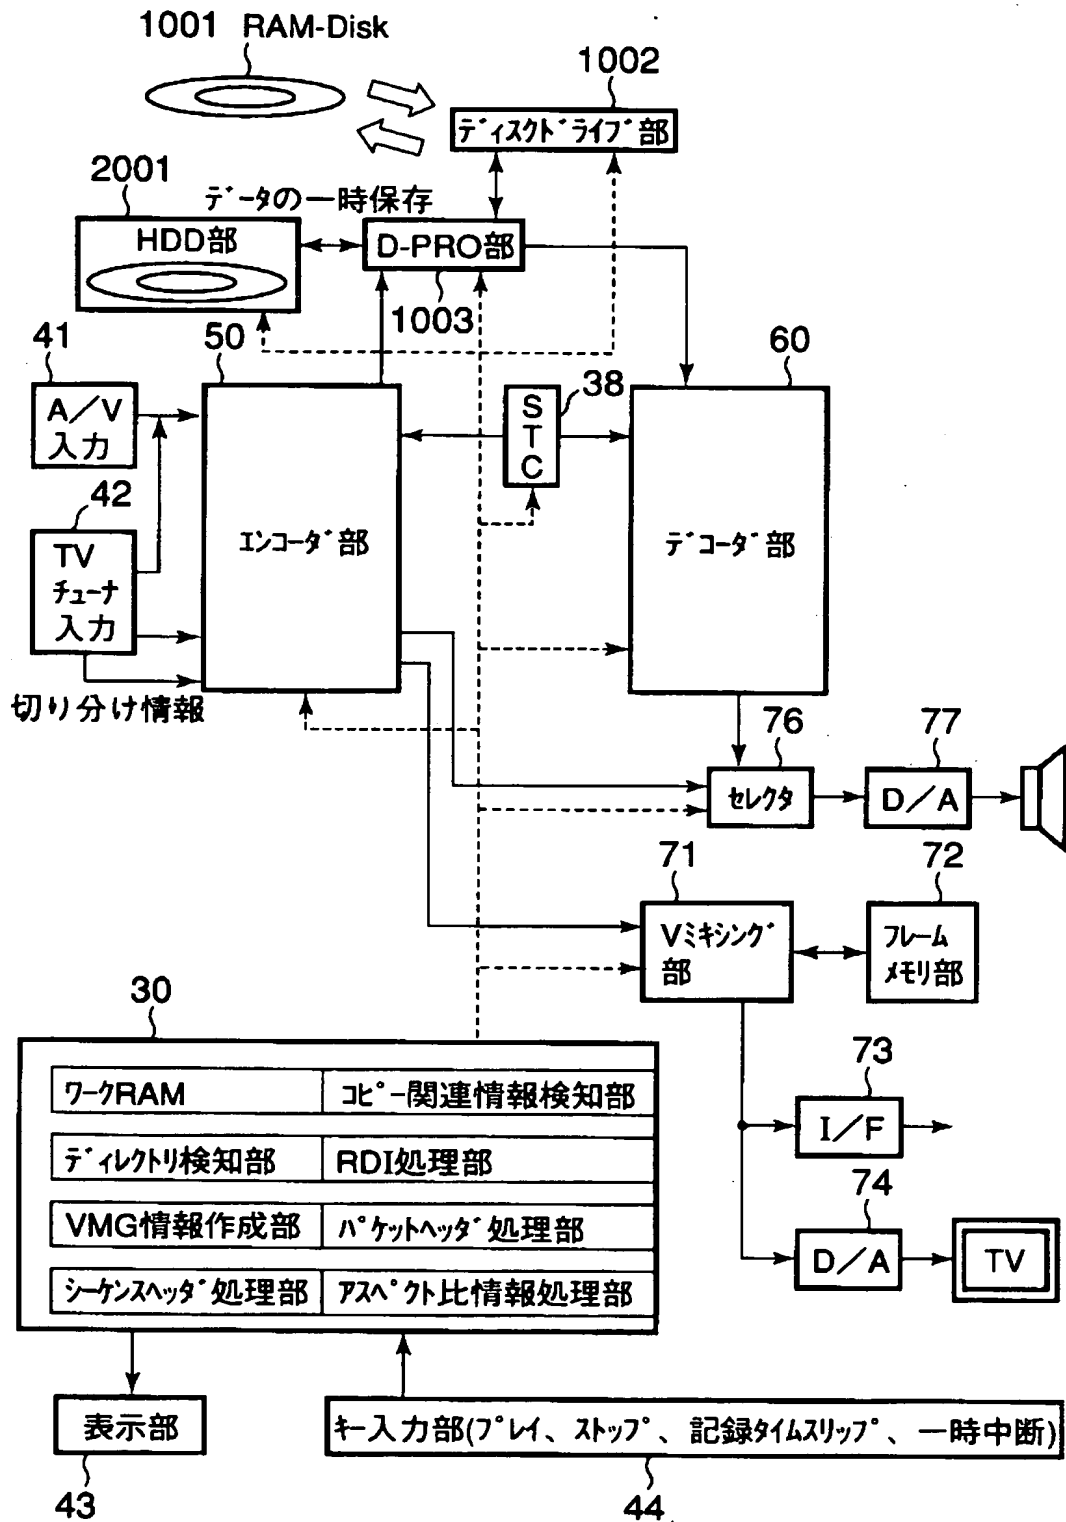 1001 RAM-Disk
1002
ディスクドライブ部
2001
データの一時保存
HDD部
D-PRO部
1003
41
50
38
60
A/V
入力
STC
42
TV
チューナ
入力
エンコーダ部
デコーダ部
切り分け情報
76
77
セレクタ
D/A
71
72
Vミキシング
部
フレーム
メモリ部
30
73
ワークRAM
コピー関連情報検知部
I/F
ディレクトリ検知部
RDI処理部
74
VMG情報作成部
パケットヘッダ処理部
D/A
TV
シーケンスヘッダ処理部
アスペクト比情報処理部
表示部
キー入力部(プレイ、ストップ、記録タイムスリップ、一時中断)
43
44